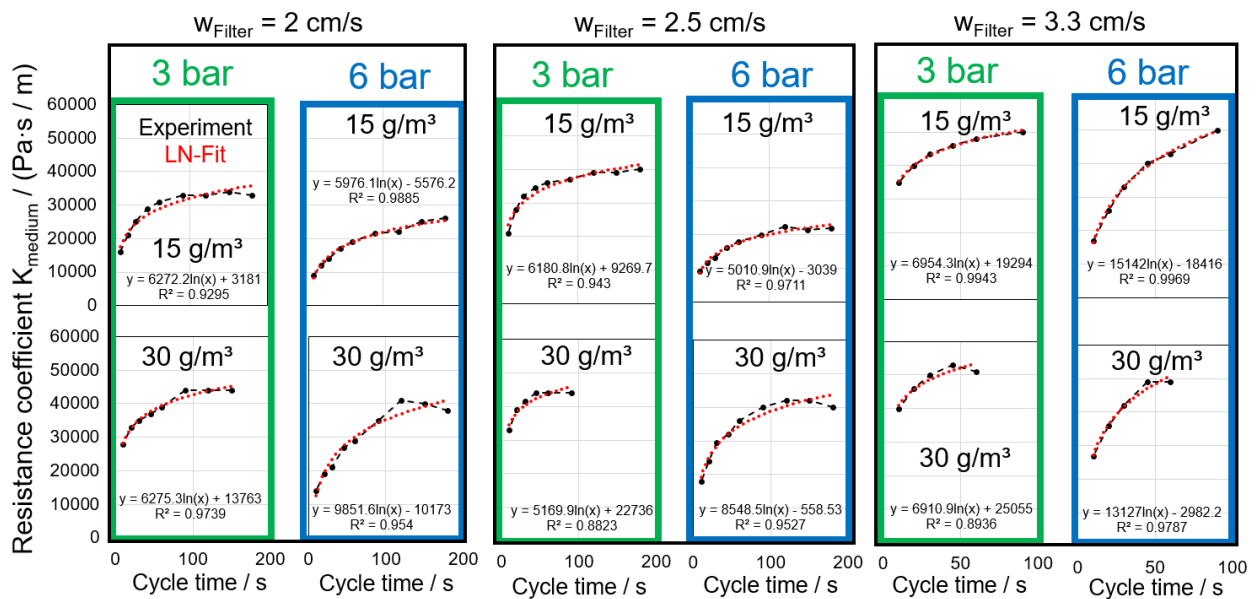 w_Filter = 2 cm/s
w_Filter = 2.5 cm/s
w_Filter = 3.3 cm/s
3 bar
6 bar
3 bar
6 bar
3 bar
6 bar
Resistance coefficient K_medium / (Pa·s / m)
60000
50000
40000
30000
20000
10000
0
Experiment
LN-Fit
15 g/m³
y = 6272.2ln(x) + 3181
R² = 0.9295
15 g/m³
y = 5976.1ln(x) - 5576.2
R² = 0.9885
15 g/m³
y = 6180.8ln(x) + 9269.7
R² = 0.943
15 g/m³
y = 5010.9ln(x) - 3039
R² = 0.9711
15 g/m³
y = 6954.3ln(x) + 19294
R² = 0.9943
15 g/m³
y = 15142ln(x) - 18416
R² = 0.9969
60000
50000
40000
30000
20000
10000
0
30 g/m³
y = 6275.3ln(x) + 13763
R² = 0.9739
30 g/m³
y = 9851.6ln(x) - 10173
R² = 0.954
30 g/m³
y = 5169.9ln(x) + 22736
R² = 0.8823
30 g/m³
y = 8548.5ln(x) - 558.53
R² = 0.9527
30 g/m³
y = 6910.9ln(x) + 25055
R² = 0.8936
30 g/m³
y = 13127ln(x) - 2982.2
R² = 0.9787
0 100 200
0 100 200
0 100 200
0 100 200
0 50 100
0 50 100
Cycle time / s
Cycle time / s
Cycle time / s
Cycle time / s
Cycle time / s
Cycle time / s